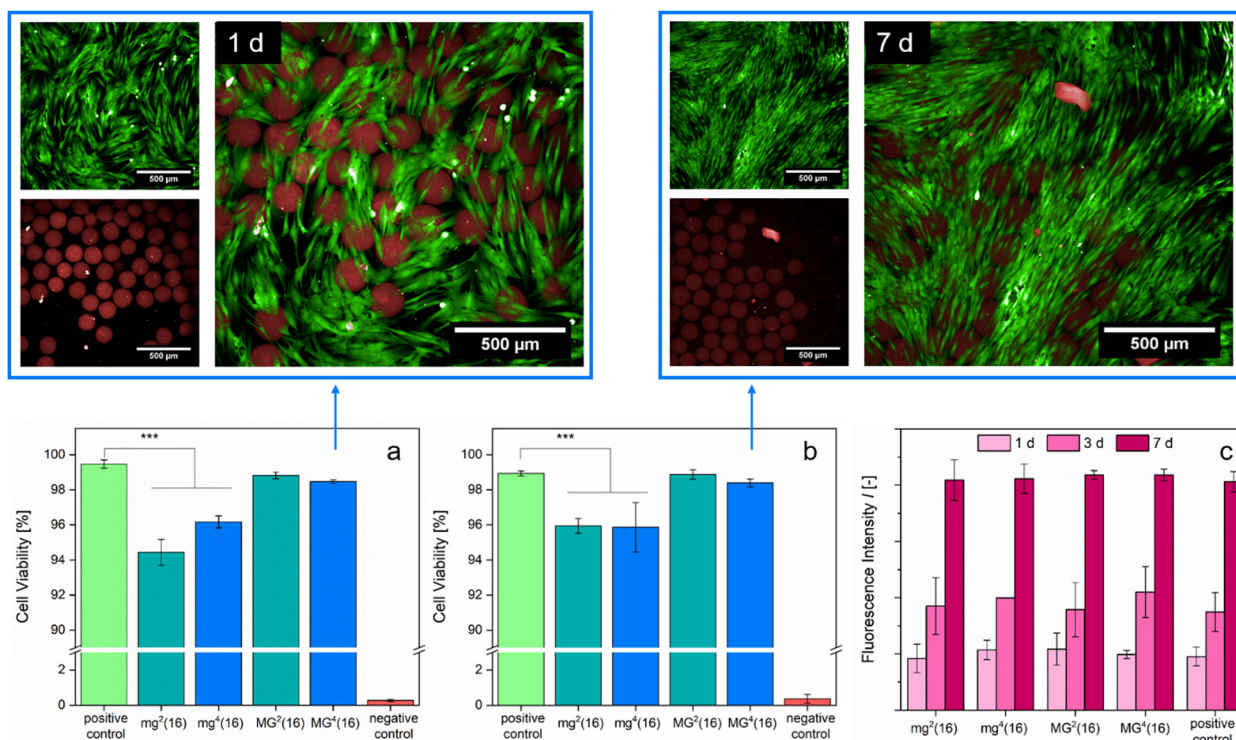 1 d
500 µm
500 µm
500 µm
7 d
500 µm
500 µm
500 µm
a
***
Cell Viability [%]
100
98
96
94
92
90
2
0
positive control
mg²(16)
mg⁴(16)
MG²(16)
MG⁴(16)
negative control
b
***
Cell Viability [%]
100
98
96
94
92
90
2
0
positive control
mg²(16)
mg⁴(16)
MG²(16)
MG⁴(16)
negative control
c
1 d
3 d
7 d
Fluorescence Intensity / [-]
mg²(16)
mg⁴(16)
MG²(16)
MG⁴(16)
positive control